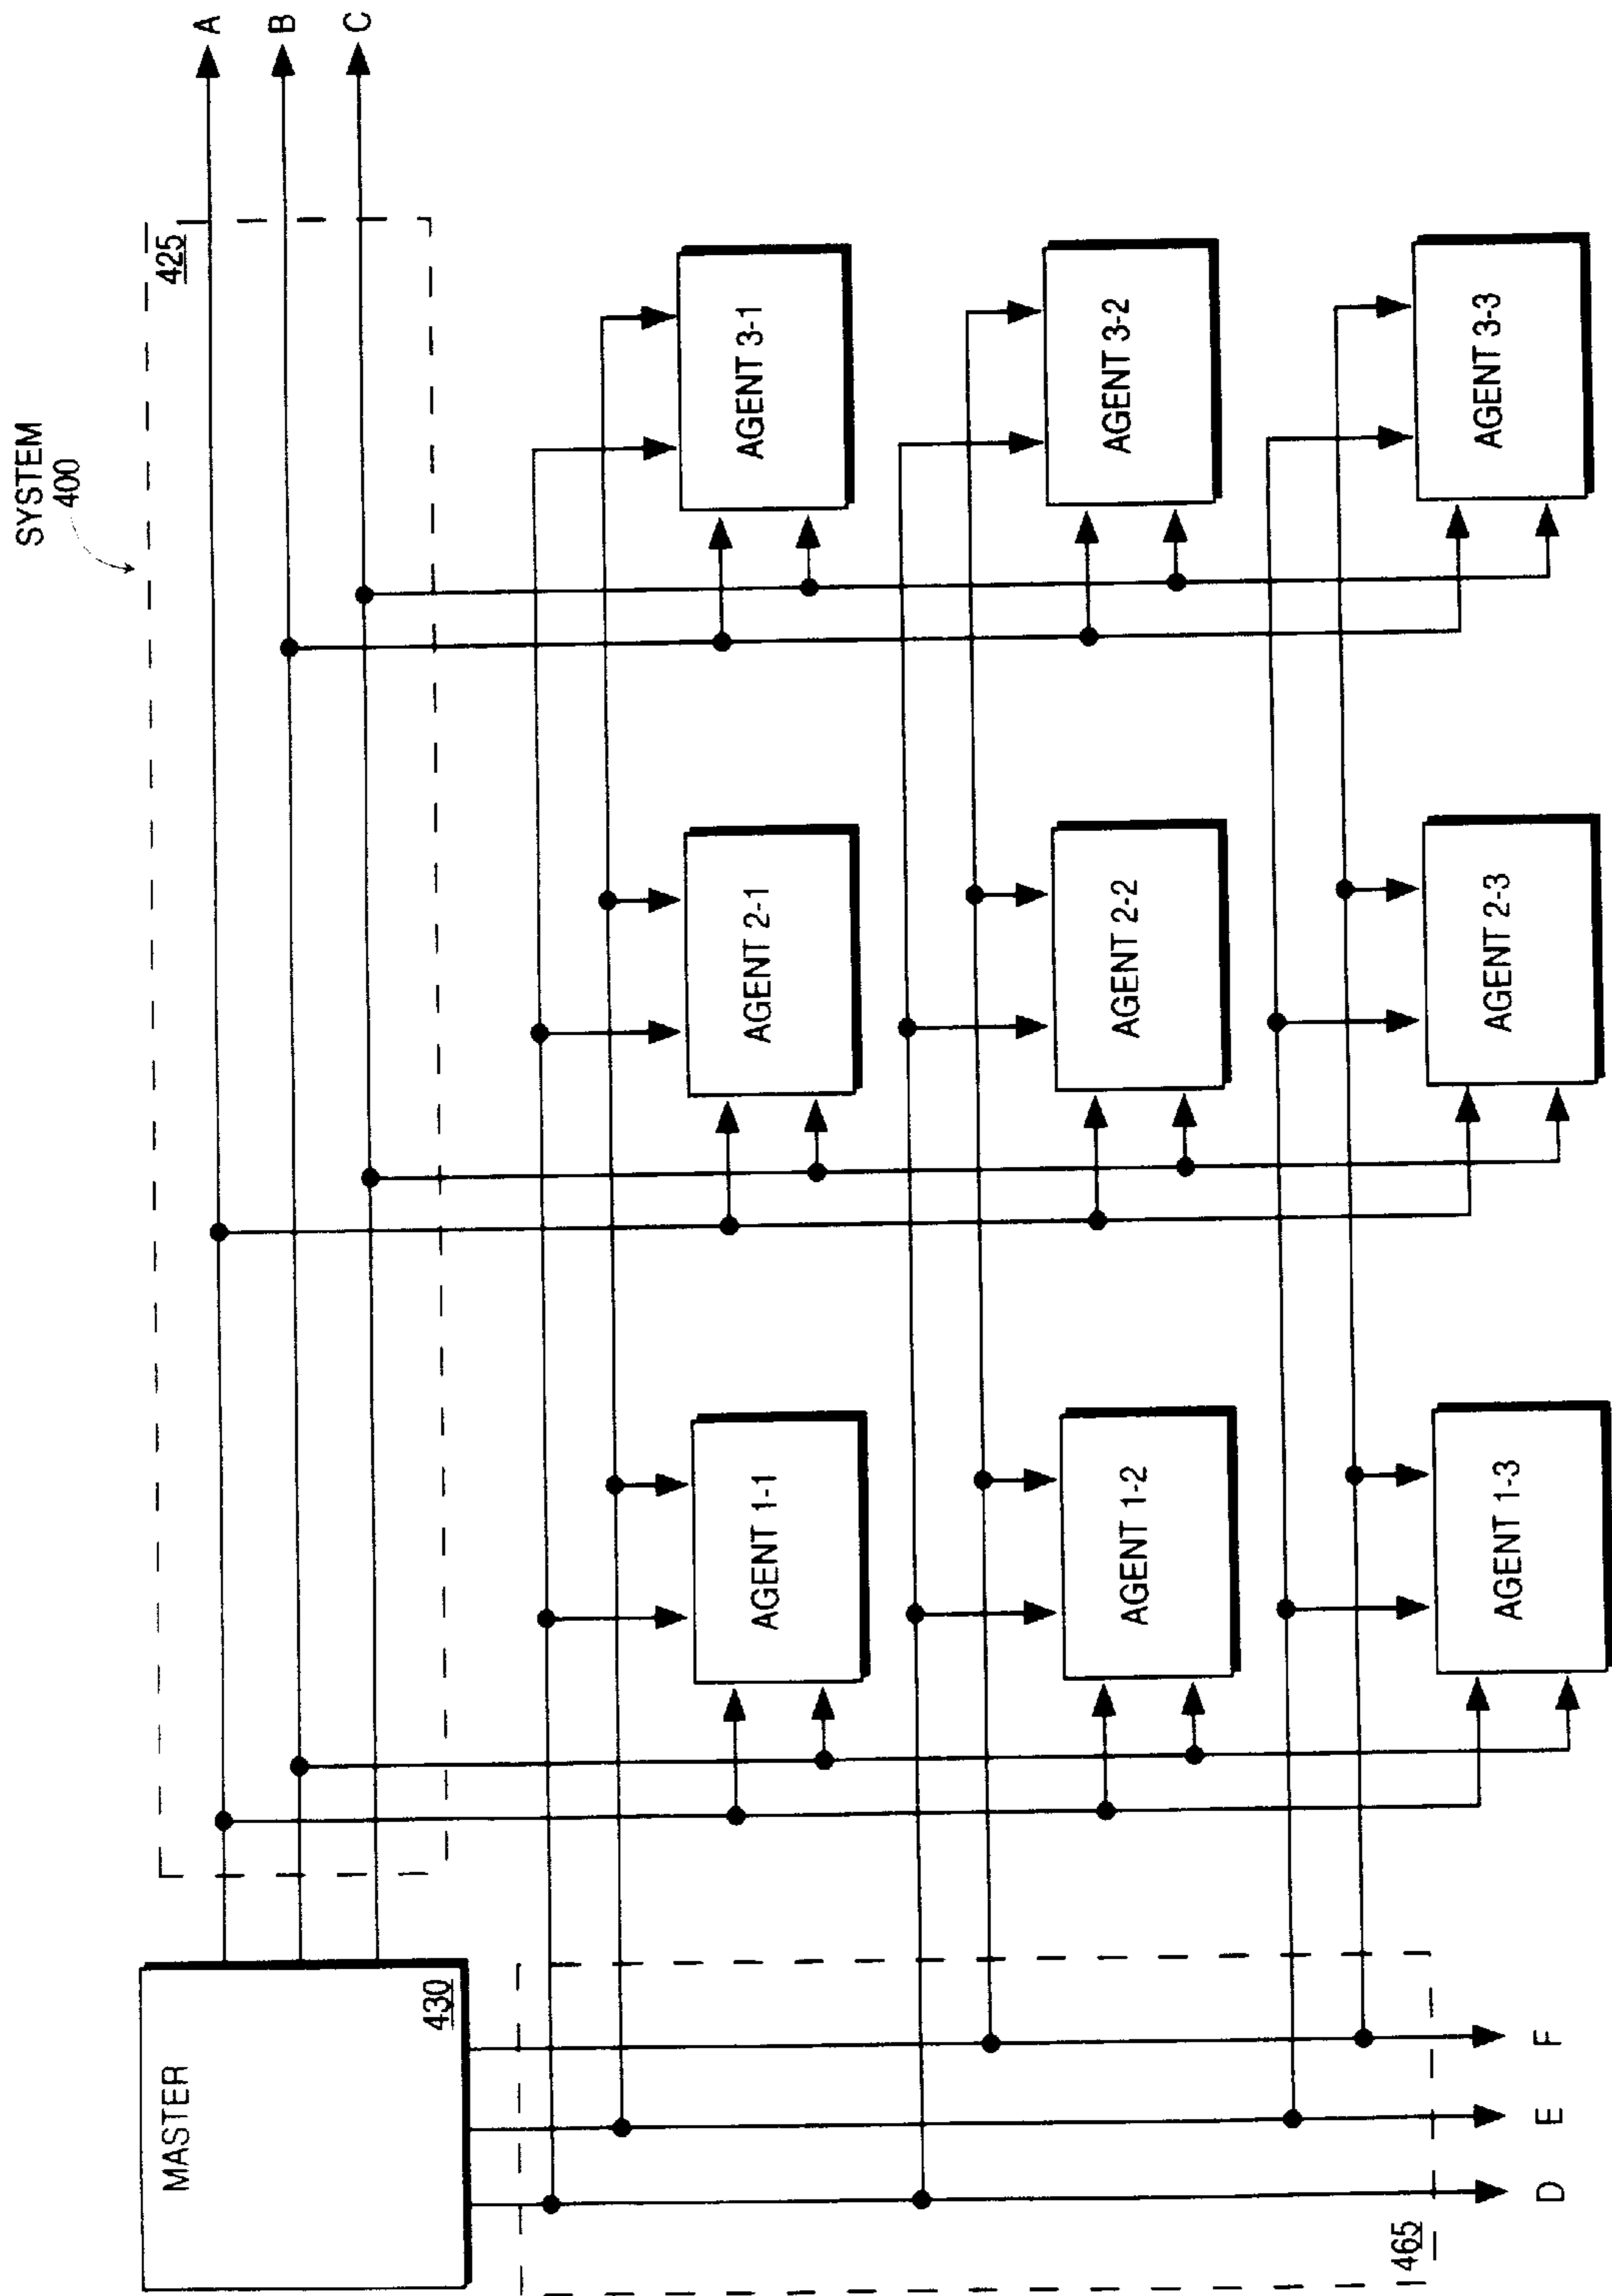 SYSTEM
400
MASTER
430
425
465
A
B
C
D
E
F
AGENT 1-1
AGENT 2-1
AGENT 3-1
AGENT 1-2
AGENT 2-2
AGENT 3-2
AGENT 1-3
AGENT 2-3
AGENT 3-3